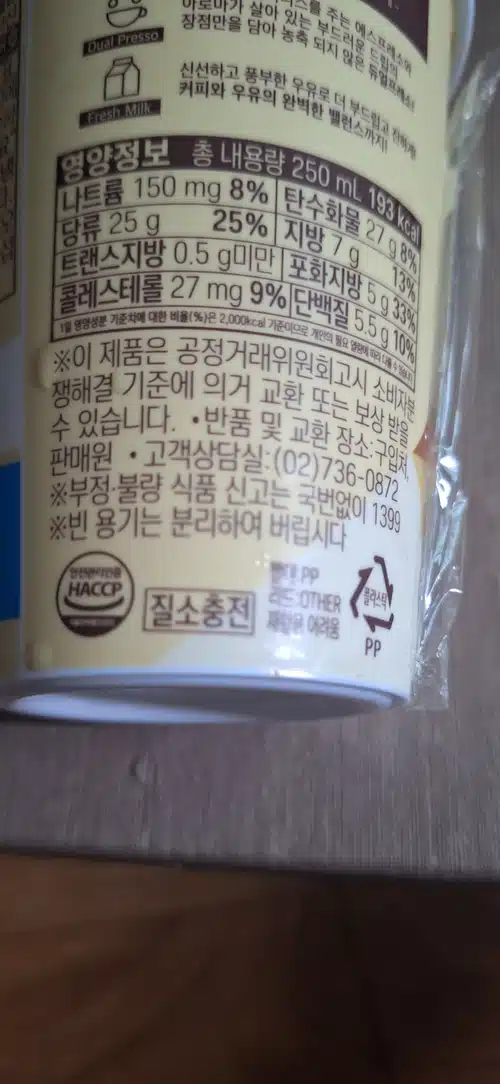 Dual Presso
Fresh Milk
아로마가 살아 있는 부드러운 드립의
장점만을 담아 농축 되지 않은 듀얼프레소!
신선하고 풍부한 우유로 더 부드럽고 진하게!
커피와 우유의 완벽한 밸런스까지!
영양정보 총 내용량 250 mL 193 kcal
나트륨 150 mg 8% 탄수화물 27 g 8%
당류 25 g 25% 지방 7 g 13%
트랜스지방 0.5 g미만 포화지방 5 g 33%
콜레스테롤 27 mg 9% 단백질 5.5 g 10%
1일 영양성분 기준치에 대한 비율(%)은 2,000kcal 기준이므로 개인의 필요 열량에 따라 다를 수 있습니다.
※이 제품은 공정거래위원회고시 소비자분
쟁해결 기준에 의거 교환 또는 보상 받을
수 있습니다. •반품 및 교환 장소:구입처,
판매원 •고객상담실:(02)736-0872
※부정·불량 식품 신고는 국번없이 1399
※빈 용기는 분리하여 버립시다
HACCP
질소충전
PP
리드:OTHER
재활용 어려움
플라스틱
PP